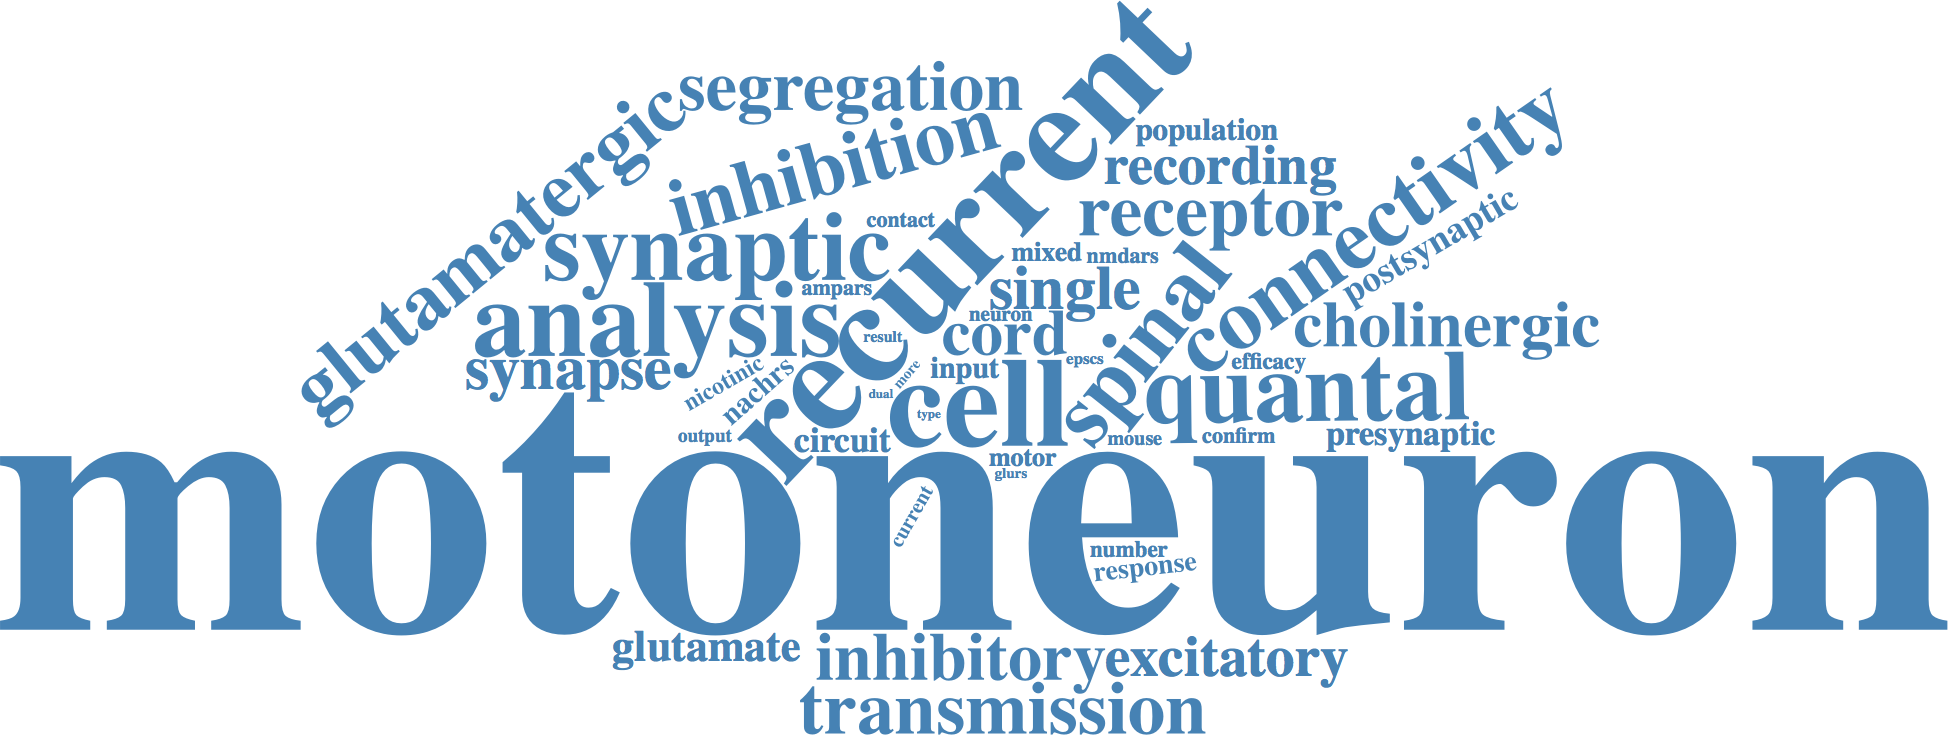 segregation
glutamatergic
inhibition
recurrent
population
recording
connectivity
receptor
postsynaptic
contact
synaptic
mixed
nmdars
ampars
single
spinal
analysis
neuron
cord
cholinergic
result
synapse
nicotinic
nachrs
more
input
epscs
efficacy
quantal
dual
cell
type
output
circuit
mouse
confirm
presynaptic
motor
glurs
motoneuron
current
number
response
glutamate
inhibitory
excitatory
transmission